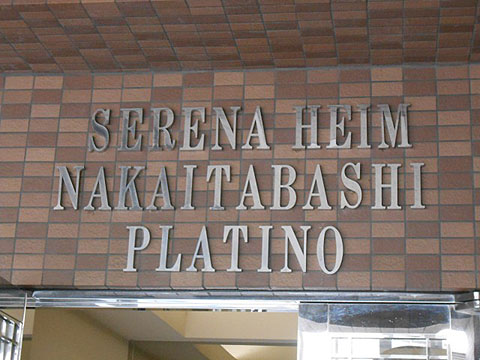 SERENA HEIM
NAKAITABASHI
PLATINO